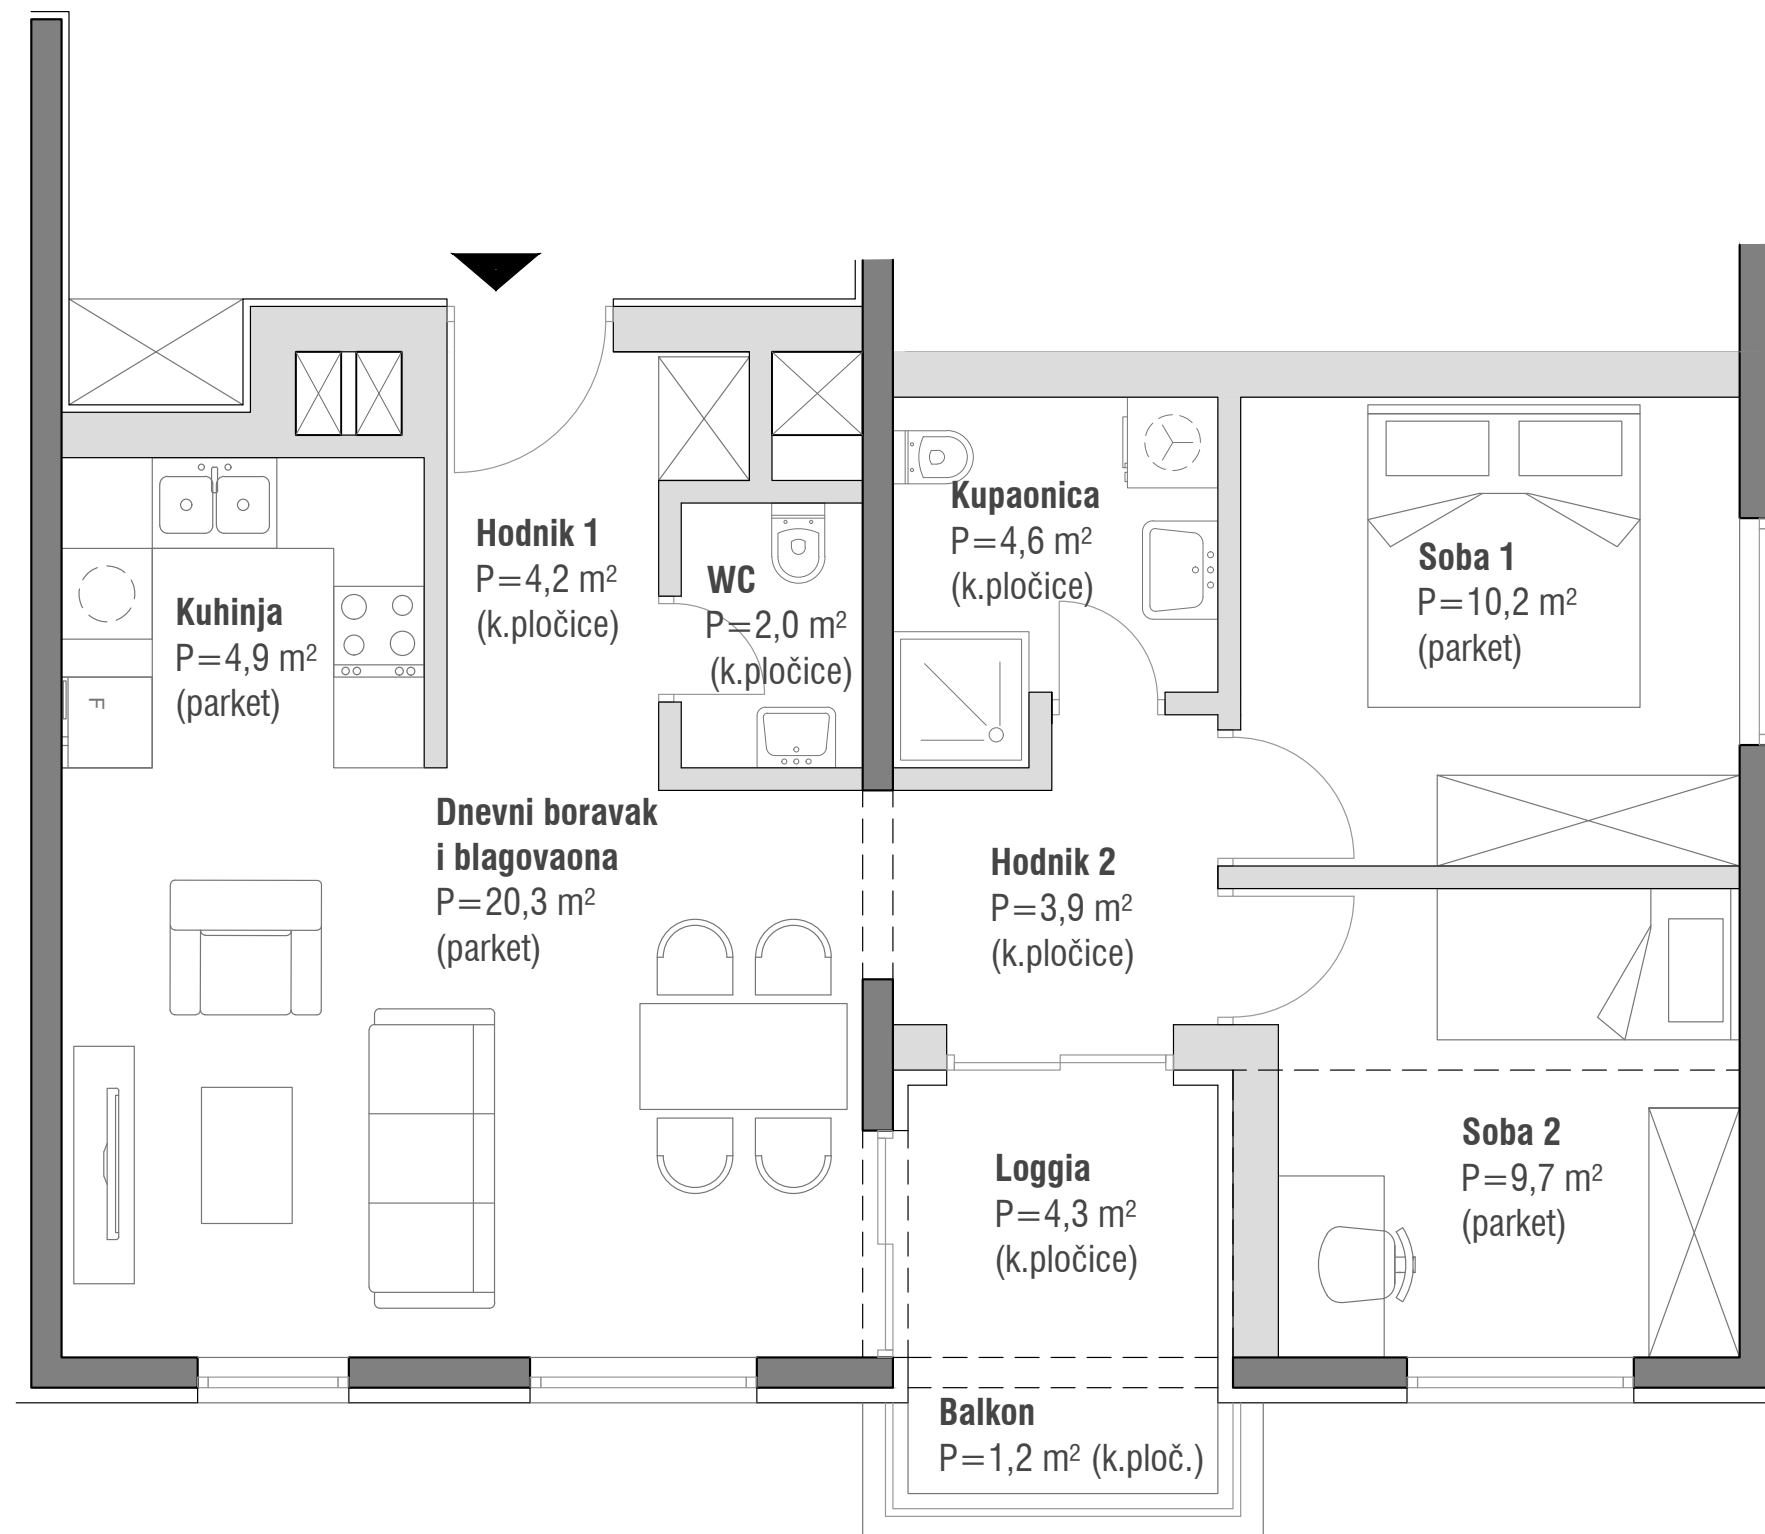 Hodnik 1
P=4,2 m²
(k.pločice)
WC
P=2,0 m²
(k.pločice)
Kupaonica
P=4,6 m²
(k.pločice)
Soba 1
P=10,2 m²
(parket)
Kuhinja
P=4,9 m²
(parket)
F
Dnevni boravak
i blagovaona
P=20,3 m²
(parket)
Hodnik 2
P=3,9 m²
(k.pločice)
Loggia
P=4,3 m²
(k.pločice)
Soba 2
P=9,7 m²
(parket)
Balkon
P=1,2 m² (k.ploč.)